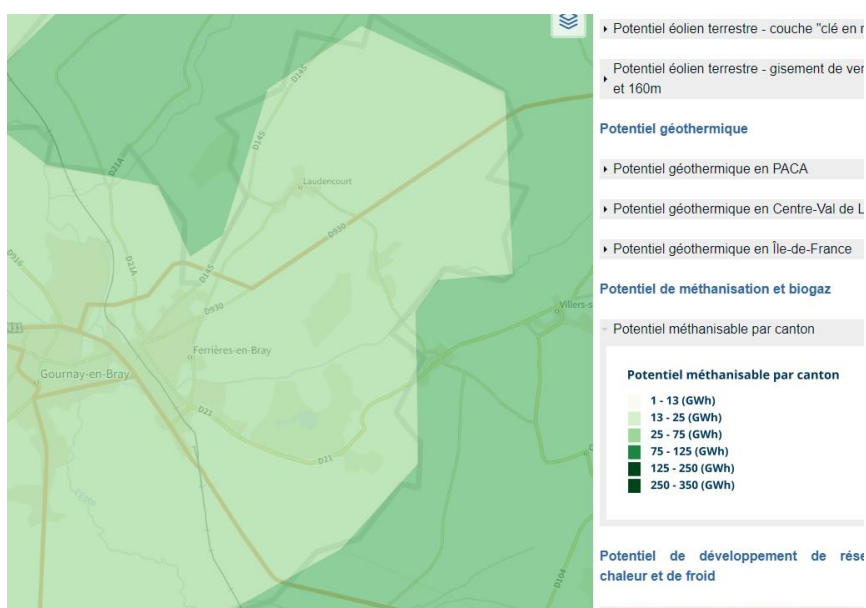 D145
D21A
Laudencourt
D145
D930
D916
D21A
D145
D930
Villers-s
Ferrières-en-Bray
Gournay-en-Bray
D21
D21
L'Epte
D104
Potentiel éolien terrestre - couche "clé en
Potentiel éolien terrestre - gisement de
et 160m
Potentiel géothermique
Potentiel géothermique en PACA
Potentiel géothermique en Centre-Val de L
Potentiel géothermique en Île-de-France
Potentiel de méthanisation et biogaz
Potentiel méthanisable par canton
Potentiel méthanisable par canton
1 - 13 (GWh)
13 - 25 (GWh)
25 - 75 (GWh)
75 - 125 (GWh)
125 - 250 (GWh)
250 - 350 (GWh)
Potentiel de développement de rése
chaleur et de froid